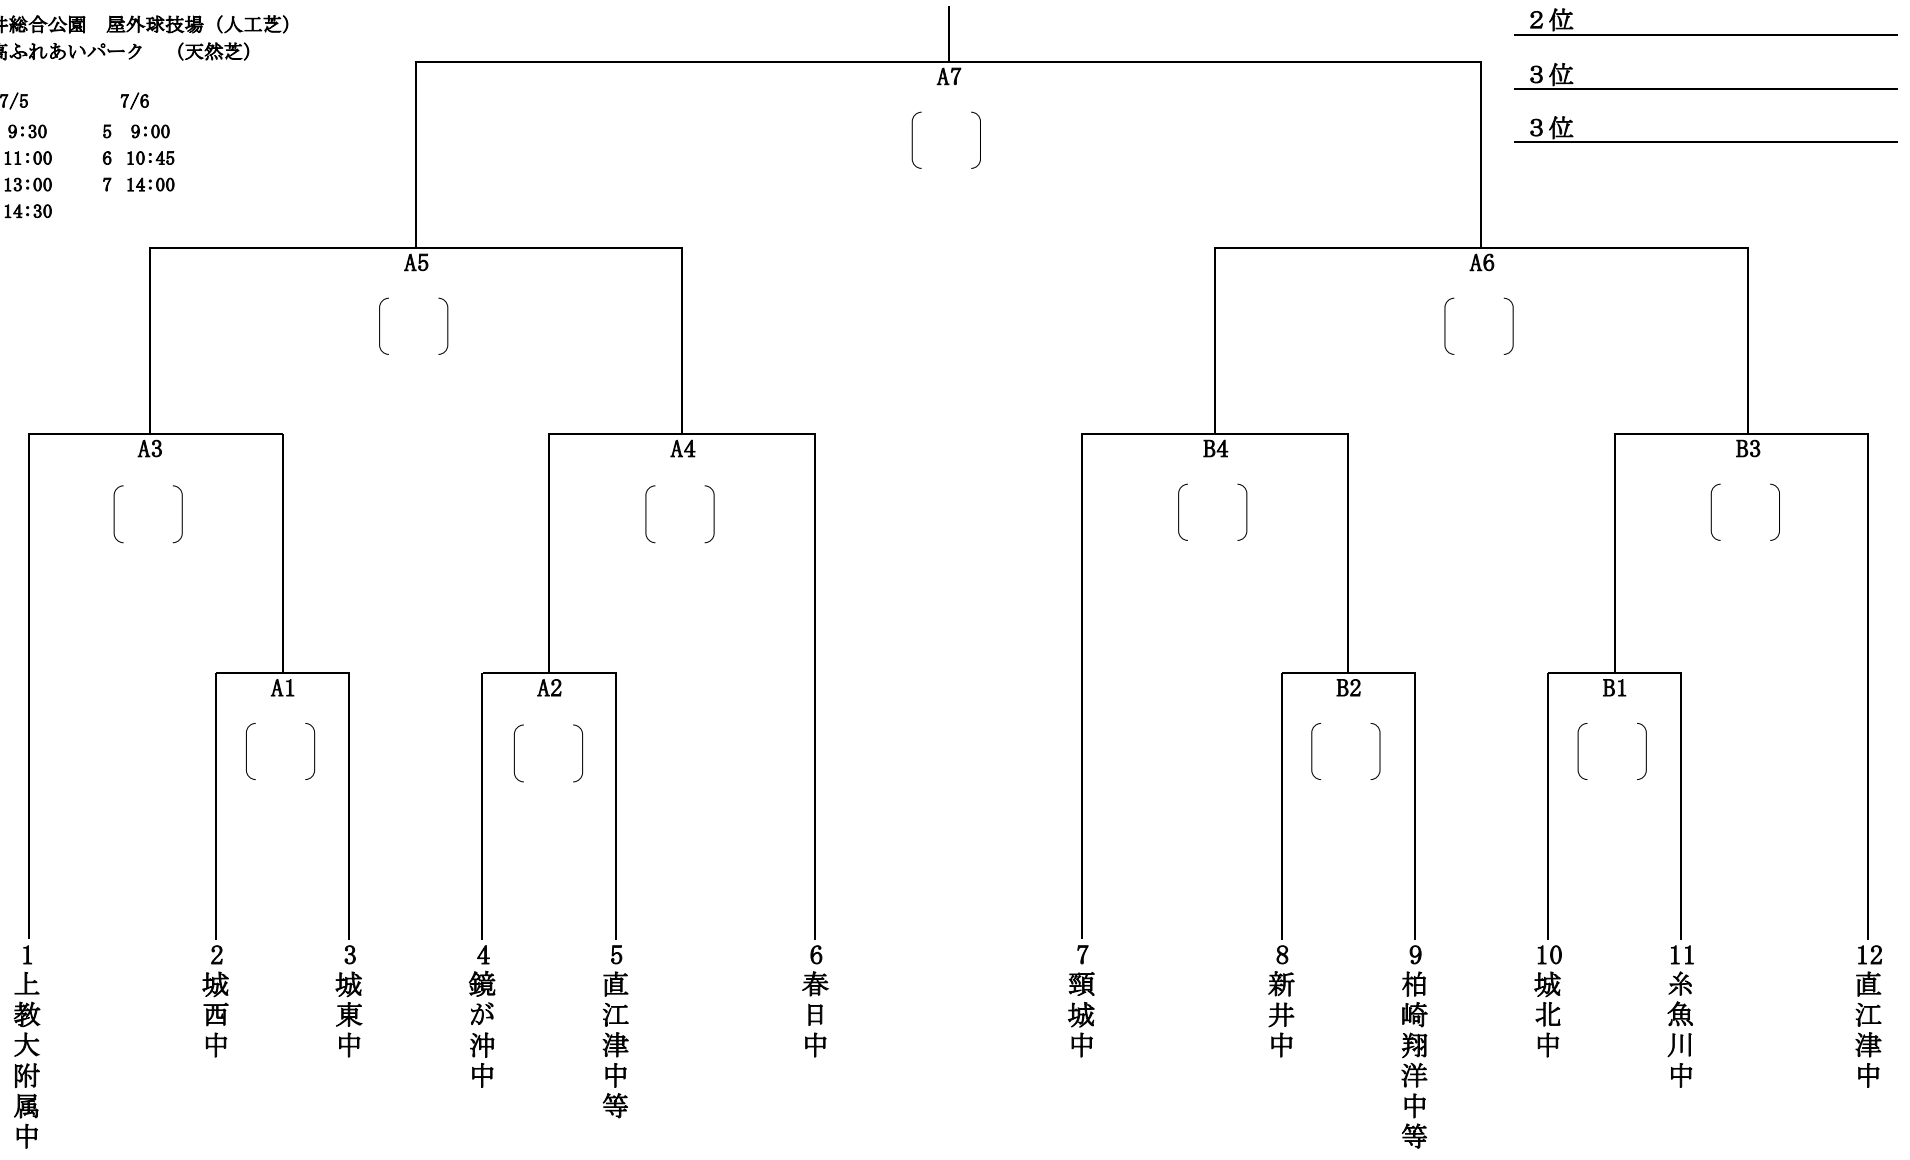 井総合公園　屋外球技場（人工芝）
高ふれあいパーク　（天然芝）
7/5　7/6
9:30　5　9:00
11:00　6　10:45
13:00　7　14:00
14:30
２位
３位
３位
A7
A5
A6
A3
A4
B4
B3
A1
A2
B2
B1
1
上教大附属中
2
城西中
3
城東中
4
鏡が沖中
5
直江津中等
6
春日中
7
頸城中
8
新井中
9
柏崎翔洋中等
10
城北中
11
糸魚川中
12
直江津中